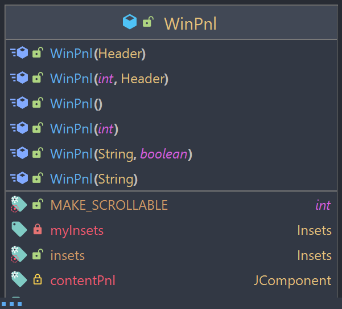 WinPnl
WinPnl(Header)
WinPnl(int, Header)
WinPnl()
WinPnl(int)
WinPnl(String, boolean)
WinPnl(String)
MAKE_SCROLLABLE int
myInsets Insets
insets Insets
contentPnl JComponent